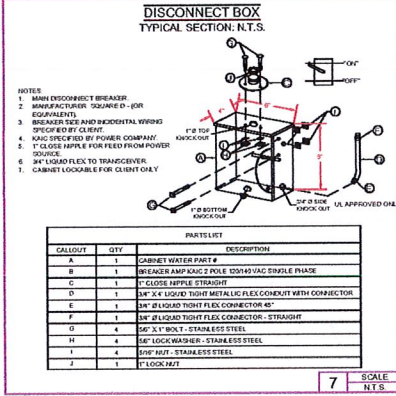 DISCONNECT BOX
TYPICAL SECTION: N.T.S.
"ON"
"OFF"
NOTES
1. MAIN DISCONNECT BREAKER.
2. MANUFACTURER SQUARE D - (OR
EQUIVALENT).
3. BREAKER SIZE AND INCIDENTAL WIRING
SPECIFIED BY CLIENT.
4. KAIC SPECIFIED BY POWER COMPANY.
5. 1" CLOSE NIPPLE FEED FROM POWER
SOURCE.
6 3/4" LIQUID FLEX TO TRANSCEIVER.
7. CABINET LOCKABLE FOR CLIENT ONLY
1" Ø TOP
KNOCK OUT
A
1" Ø BOTTOM
KNOCK OUT
3/4" Ø SIDE
KNOCK OUT
UL APPROVED ONLY
PARTS LIST
CALLOUT QTY DESCRIPTION
A 1 CABINET WATER PART #
B 1 BREAKER AMP KAIC 2 POLE 120/140 VAC SINGLE PHASE
C 1 1" CLOSE NIPPLE STRAIGHT
D 1 3/4" X 4' LIQUID TIGHT METALLIC FLEX CONDUIT WITH CONNECTOR
E 1 3/4" Ø LIQUID TIGHT FLEX CONNECTOR 45°
F 1 3/4" Ø LIQUID TIGHT FLEX CONNECTOR - STRAIGHT
G 4 5/6" X 1" BOLT - STAINLESS STEEL
H 4 5/6" LOCK WASHER - STAINLESS STEEL
I 4 5/16" NUT - STAINLESS STEEL
J 1 1" LOCK NUT
7 SCALE
N.T.S.